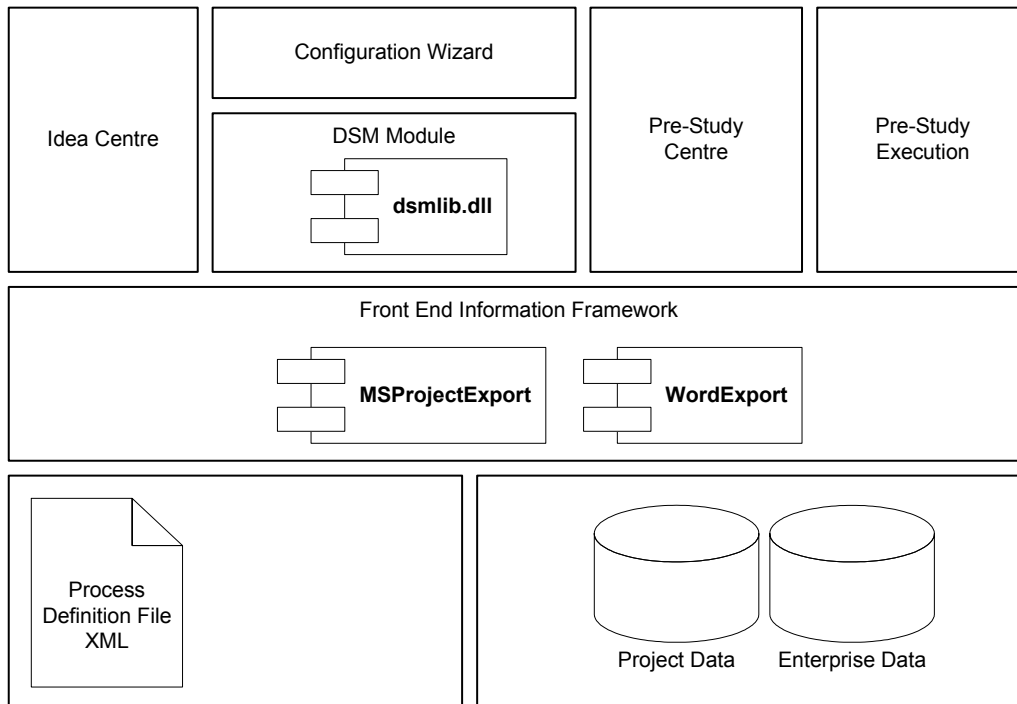 Idea Centre
Configuration Wizard
DSM Module
dsmlib.dll
Pre-Study
Centre
Pre-Study
Execution
Front End Information Framework
MSProjectExport
WordExport
Process
Definition File
XML
Project Data
Enterprise Data